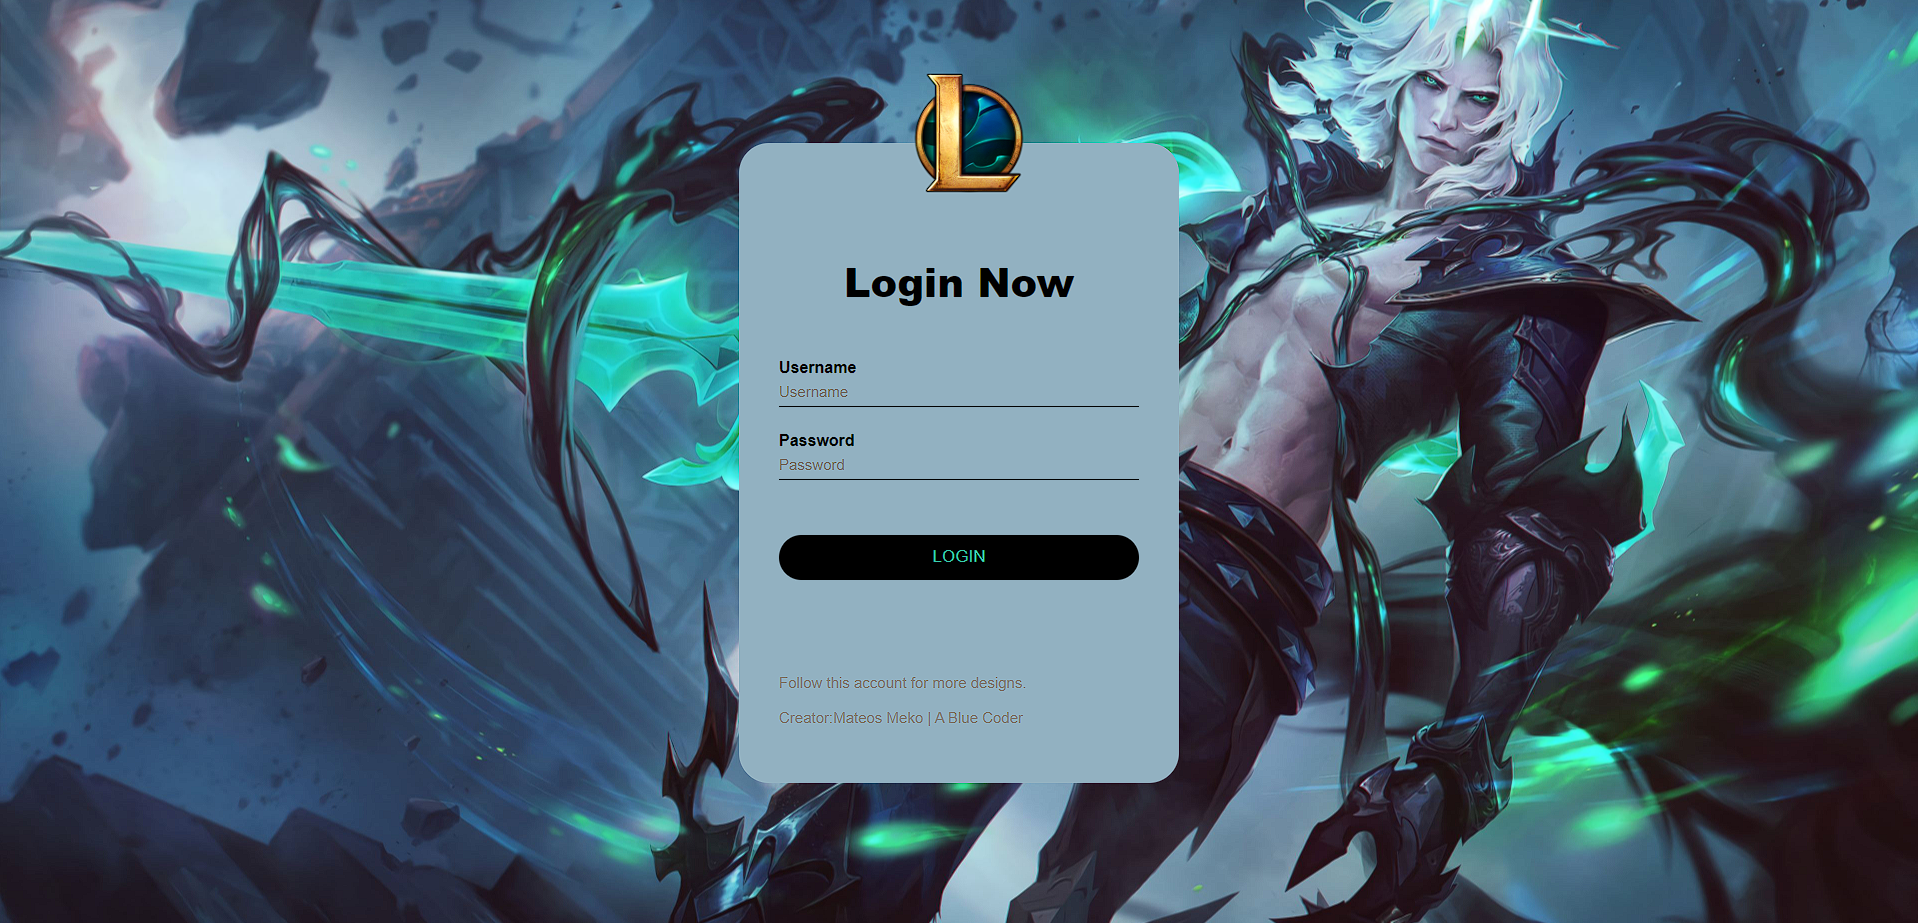 L
Login Now
Username
Username
Password
Password
LOGIN
Follow this account for more designs.
Creator:Mateos Meko | A Blue Coder